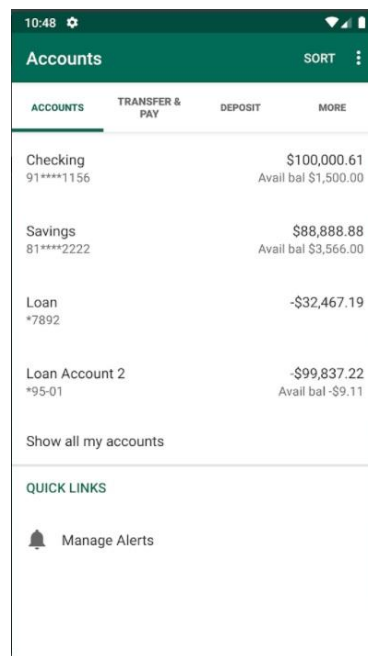 10:48
Accounts SORT
ACCOUNTS TRANSFER & PAY DEPOSIT MORE
Checking $100,000.61
91****1156 Avail bal $1,500.00
Savings $88,888.88
81****2222 Avail bal $3,566.00
Loan -$32,467.19
*7892
Loan Account 2 -$99,837.22
*95-01 Avail bal -$9.11
Show all my accounts
QUICK LINKS
Manage Alerts